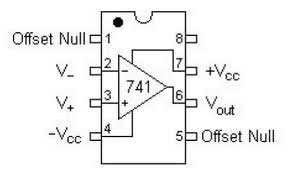 Offset Null 1 8
V− 2 − 7 +Vcc
741
V+ 3 + 6 Vout
-Vcc 4 5 Offset Null